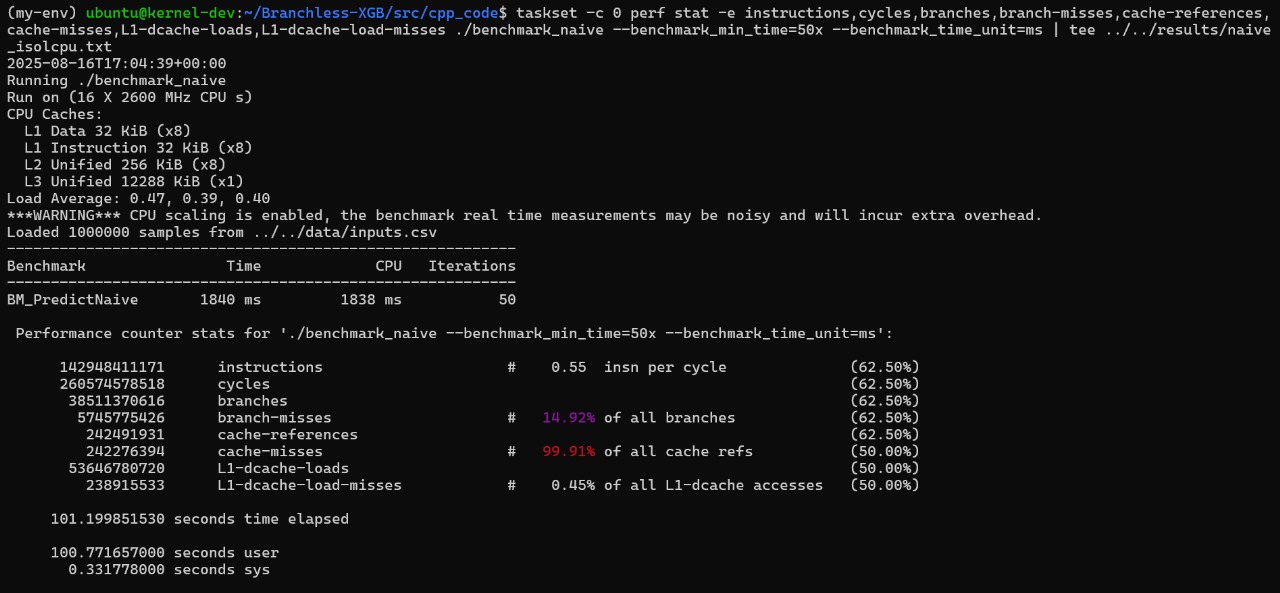 (my-env) ubuntu@kernel-dev:~/Branchless-XGB/src/cpp_code$ taskset -c 0 perf stat -e instructions,cycles,branches,branch-misses,cache-references,
cache-misses,L1-dcache-loads,L1-dcache-load-misses ./benchmark_naive --benchmark_min_time=50x --benchmark_time_unit=ms | tee ../../results/naive
_isolcpu.txt
2025-08-16T17:04:39+00:00
Running ./benchmark_naive
Run on (16 X 2600 MHz CPU s)
CPU Caches:
  L1 Data 32 KiB (x8)
  L1 Instruction 32 KiB (x8)
  L2 Unified 256 KiB (x8)
  L3 Unified 12288 KiB (x1)
Load Average: 0.47, 0.39, 0.40
***WARNING*** CPU scaling is enabled, the benchmark real time measurements may be noisy and will incur extra overhead.
Loaded 1000000 samples from ../../data/inputs.csv
----------------------------------------------------------
Benchmark                Time             CPU   Iterations
----------------------------------------------------------
BM_PredictNaive       1840 ms         1838 ms           50
 Performance counter stats for './benchmark_naive --benchmark_min_time=50x --benchmark_time_unit=ms':
      142948411171      instructions                     #    0.55  insn per cycle              (62.50%)
      260574578518      cycles                                                                  (62.50%)
       38511370616      branches                                                                (62.50%)
        5745775426      branch-misses                    #   14.92% of all branches             (62.50%)
         242491931      cache-references                                                        (62.50%)
         242276394      cache-misses                     #   99.91% of all cache refs           (50.00%)
       53646780720      L1-dcache-loads                                                         (50.00%)
         238915533      L1-dcache-load-misses            #    0.45% of all L1-dcache accesses   (50.00%)
     101.199851530 seconds time elapsed
     100.771657000 seconds user
       0.331778000 seconds sys